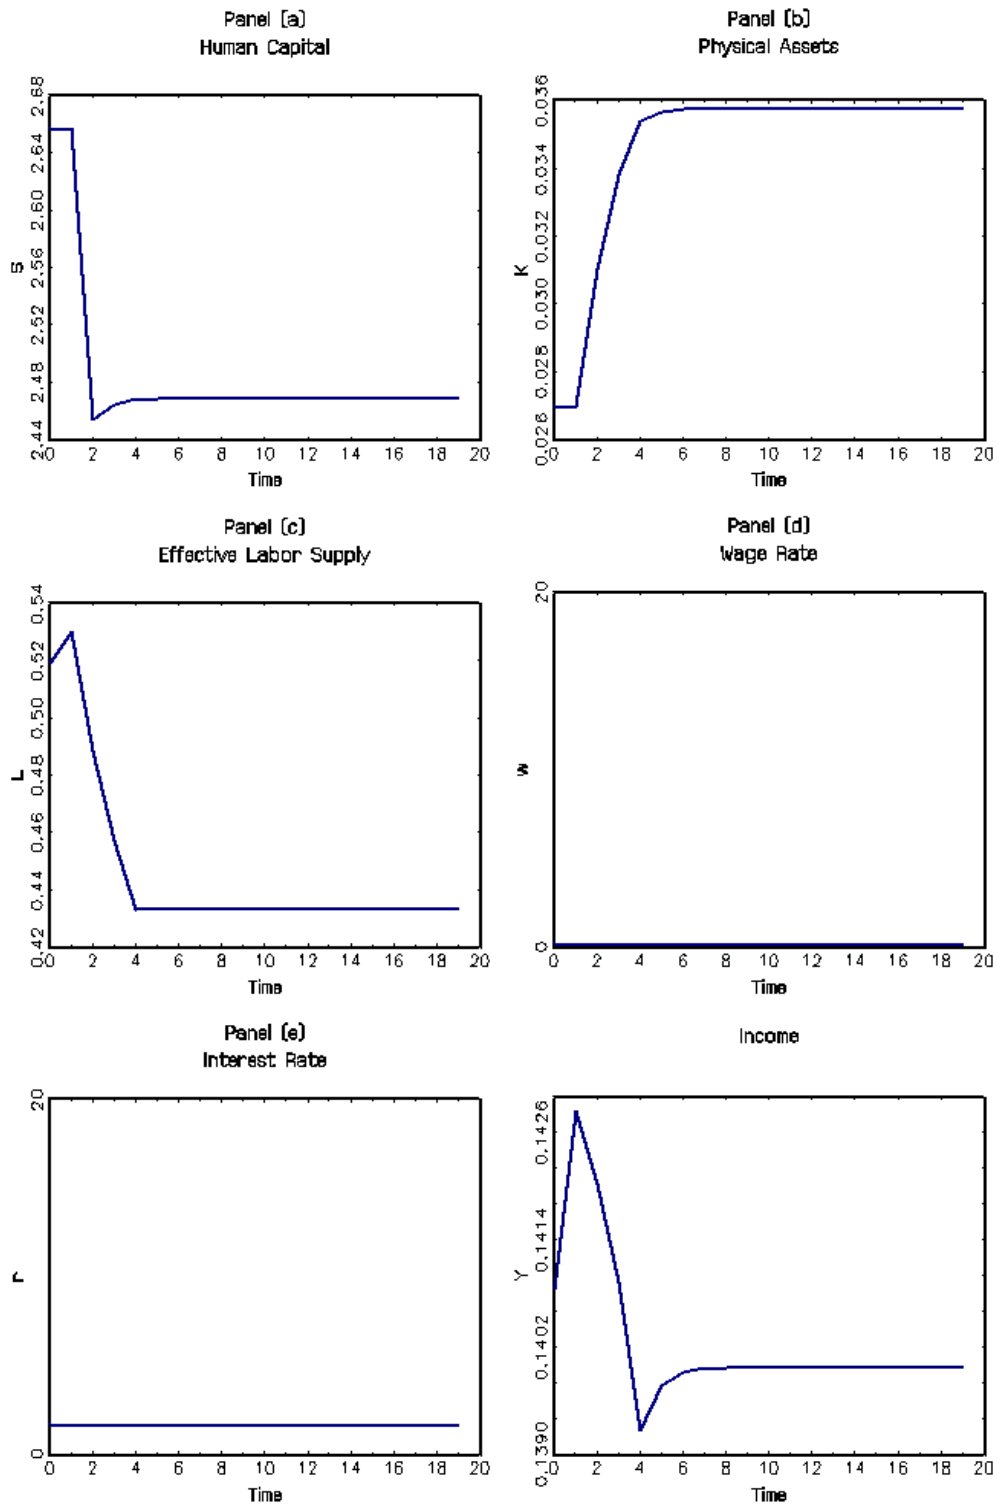 Panel (a)
Human Capital
S
2.68
2.64
2.60
2.56
2.52
2.48
2.44
0 2 4 6 8 10 12 14 16 18 20
Time
Panel (b)
Physical Assets
K
0.036
0.034
0.032
0.030
0.028
0.026
0 2 4 6 8 10 12 14 16 18 20
Time
Panel (c)
Effective Labor Supply
L
0.54
0.52
0.50
0.48
0.46
0.44
0.42
0 2 4 6 8 10 12 14 16 18 20
Time
Panel (d)
Wage Rate
w
20
0
0 2 4 6 8 10 12 14 16 18 20
Time
Panel (e)
Interest Rate
r
20
0
0 2 4 6 8 10 12 14 16 18 20
Time
Income
Y
0.1426
0.1414
0.1402
0.1390
0 2 4 6 8 10 12 14 16 18 20
Time